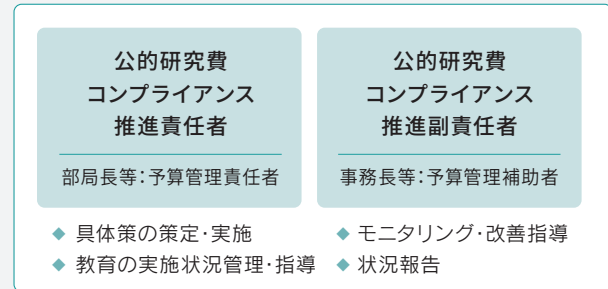 公的研究費
コンプライアンス
推進責任者
部局長等:予算管理責任者
◆ 具体策の策定·実施
◆ 教育の実施状況管理·指導
公的研究費
コンプライアンス
推進副責任者
事務長等:予算管理補助者
◆ モニタリング·改善指導
◆ 状況報告